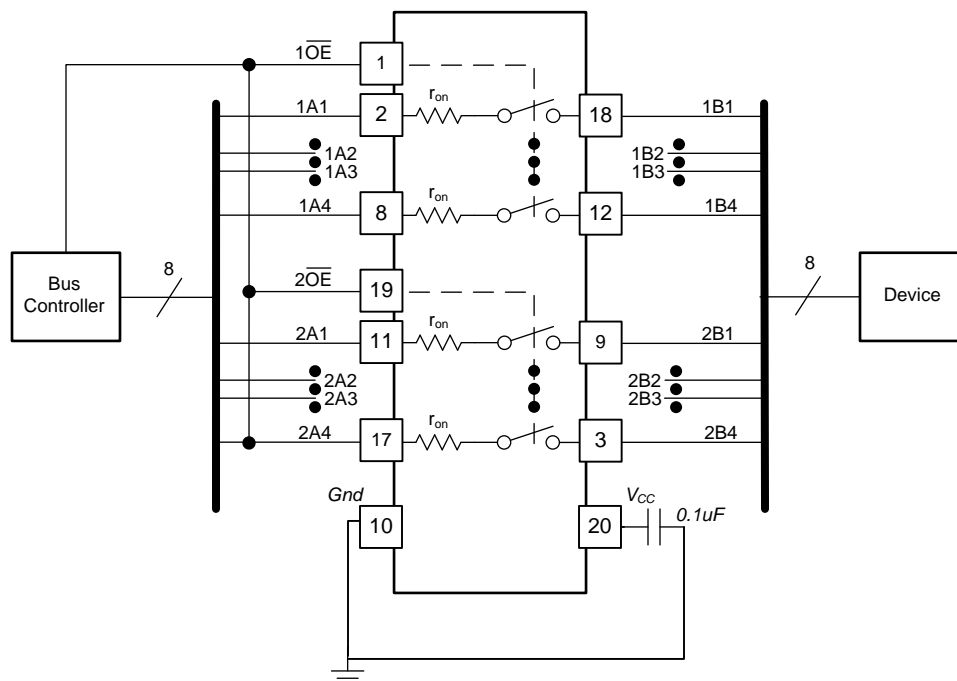 1O̅E̅
1
1A1
2
r_on
18
1B1
1A2
1A3
1B2
1B3
1A4
8
r_on
12
1B4
Bus
Controller
8
2O̅E̅
19
8
Device
2A1
11
r_on
9
2B1
2A2
2A3
2B2
2B3
2A4
17
r_on
3
2B4
Gnd
10
20
V_CC
0.1uF